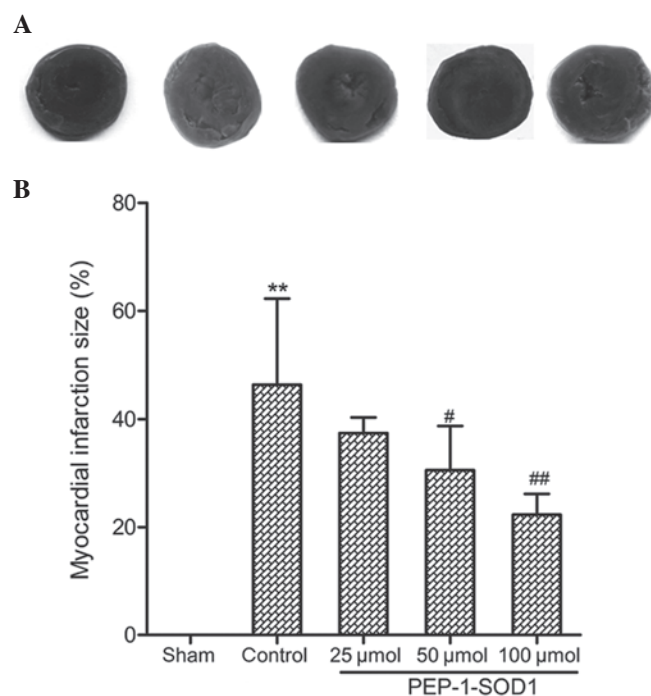 A
B
Myocardial infarction size (%)
80
60
40
20
0
**
#
##
Sham Control 25 µmol 50 µmol 100 µmol
PEP-1-SOD1